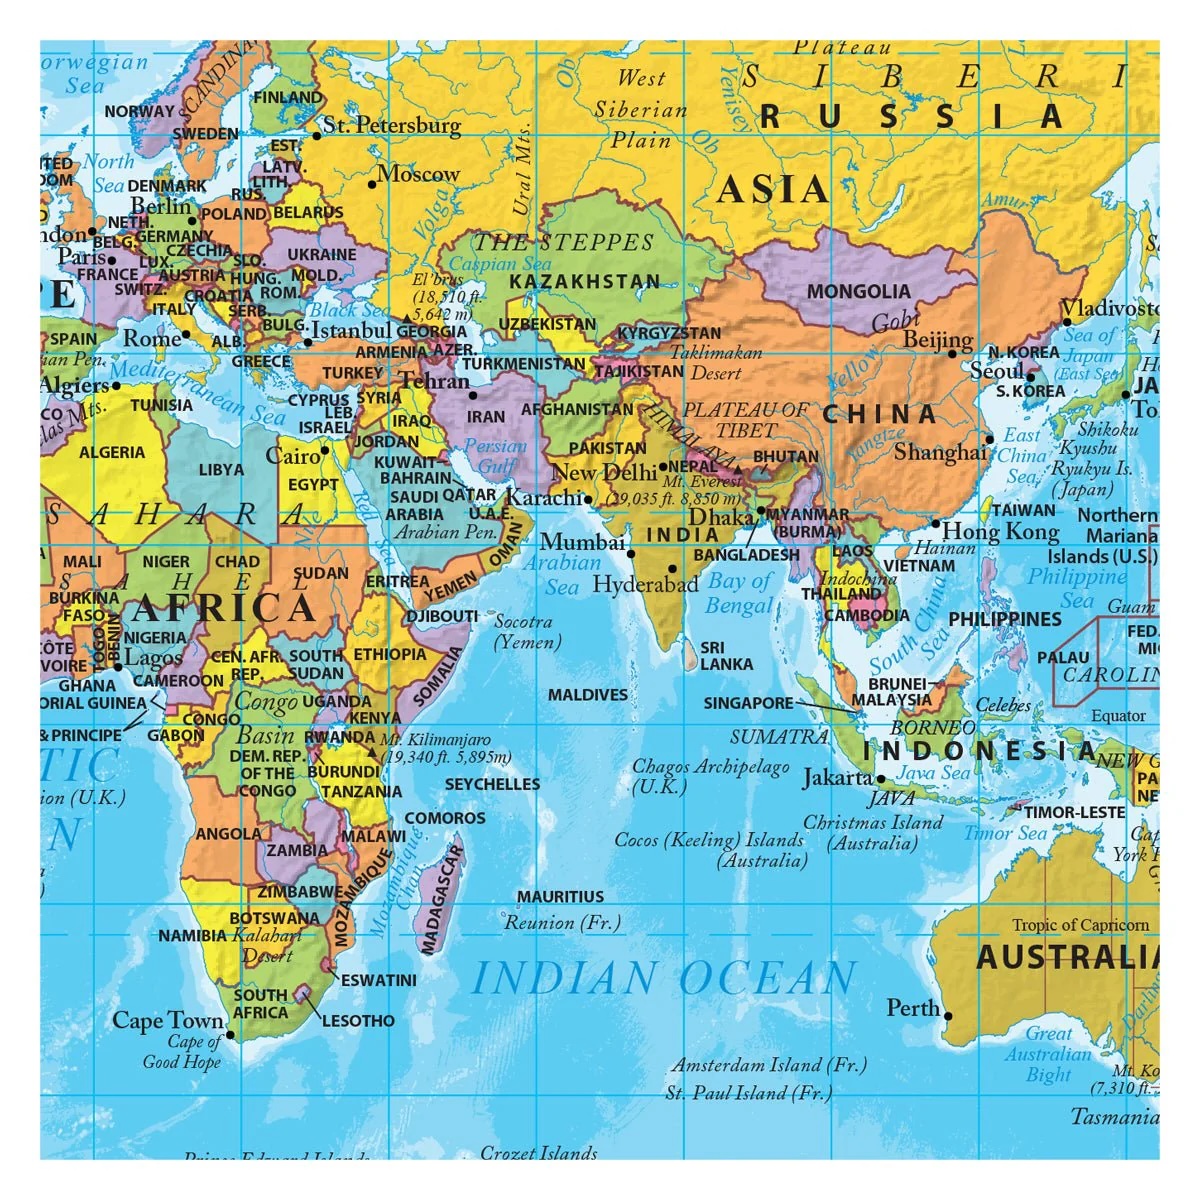 Plateau
orwegian
Sea
West
Siberian
Plain
S I B E R I
RUSSIA
Ob
Yenisey
Ob
NORWAY
SCANDINA
FINLAND
SWEDEN
St. Petersburg
EST.
LATV.
LITH.
RUS.
Moscow
Ural Mts.
Volga
ASIA
Amur
TED
DOM
North
Sea
DENMARK
Berlin
POLAND
BELARUS
NETH.
ndon
BELG.
GERMANY
CZECHIA
Paris
LUX.
SLO.
UKRAINE
FRANCE
AUSTRIA
HUNG.
MOLD.
SWITZ.
CROATIA
ROM.
E
ITALY
SERB.
Black Sea
BULG.
SPAIN
Rome
ALB.
Istanbul
GEORGIA
THE STEPPES
Caspian Sea
El'brus
(18,510 ft.
5,642 m)
KAZAKHSTAN
MONGOLIA
Gobi
Vladivosto
UZBEKISTAN
KYRGYZSTAN
Beijing
N. KOREA
Sea of
Japan
(East Sea)
ian Pen.
GREECE
ARMENIA
AZER.
TURKMENISTAN
TAJIKISTAN
Taklimakan
Desert
Yellow
Seoul
S. KOREA
JA
To
Algiers
Mediterranean Sea
TURKEY
Tehran
CYPRUS
SYRIA
TUNISIA
LEB.
ISRAEL
IRAQ
IRAN
AFGHANISTAN
HIMALAYA
PLATEAU OF
TIBET
CHINA
CO
las Mts.
JORDAN
Persian
Gulf
PAKISTAN
Yangtze
Shanghai
East
China
Sea
Shikoku
Kyushu
Ryukyu Is.
(Japan)
ALGERIA
LIBYA
Cairo
EGYPT
KUWAIT
BAHRAIN
SAUDI
ARABIA
QATAR
U.A.E.
Arabian Pen.
New Delhi
NEPAL
BHUTAN
Mt. Everest
(29,035 ft. 8,850 m)
Karachi
SAHARA
Nile
Red
Sea
OMAN
Dhaka
MYANMAR
(BURMA)
TAIWAN
Northern
Mariana
Islands (U.S.)
Mumbai
INDIA
BANGLADESH
LAOS
Hong Kong
Hainan
VIETNAM
MALI
NIGER
CHAD
SUDAN
ERITREA
YEMEN
Arabian
Sea
Hyderabad
Bay of
Bengal
Indochina
THAILAND
CAMBODIA
South China
Sea
Philippine
Sea
Guam
S A H E L
BURKINA
FASO
AFRICA
DJIBOUTI
Socotra
(Yemen)
PHILIPPINES
FED.
MI
TOGO
BENIN
NIGERIA
CÔTE
VOIRE
Lagos
CEN. AFR.
REP.
SOUTH
SUDAN
ETHIOPIA
SOMALIA
SRI
LANKA
PALAU
CAROLIN
GHANA
CAMEROON
MALDIVES
SINGAPORE
BRUNEI
MALAYSIA
Celebes
ORIAL GUINEA
Congo
Basin
UGANDA
KENYA
BORNEO
Equator
& PRINCIPE
CONGO
GABON
RWANDA
Mt. Kilimanjaro
(19,340 ft. 5,895m)
SUMATRA
INDONESIA
NEW G
DEM. REP.
OF THE
CONGO
BURUNDI
TANZANIA
SEYCHELLES
Chagos Archipelago
(U.K.)
Jakarta
Java Sea
JAVA
PA
NE
TIC
ion (U.K.)
N
COMOROS
TIMOR-LESTE
Christmas Island
(Australia)
Timor Sea
ANGOLA
ZAMBIA
MALAWI
Cocos (Keeling) Islands
(Australia)
York
ZIMBABWE
MOZAMBIQUE
Mozambique
Chan
MADAGASCAR
BOTSWANA
MAURITIUS
Reunion (Fr.)
NAMIBIA
Kalahari
Desert
Tropic of Capricorn
AUSTRALIA
ESWATINI
INDIAN OCEAN
SOUTH
AFRICA
LESOTHO
Perth
Cape Town
Cape of
Good Hope
Great
Australian
Bight
Darlin
Amsterdam Island (Fr.)
St. Paul Island (Fr.)
Mt. Ko
(7,310 ft.
Tasmania
Prince Edward Islands
Crozet Islands